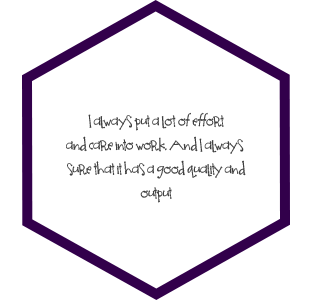 I always put a lot of effort
and care into work. And I always
sure that it has a good quality and
output